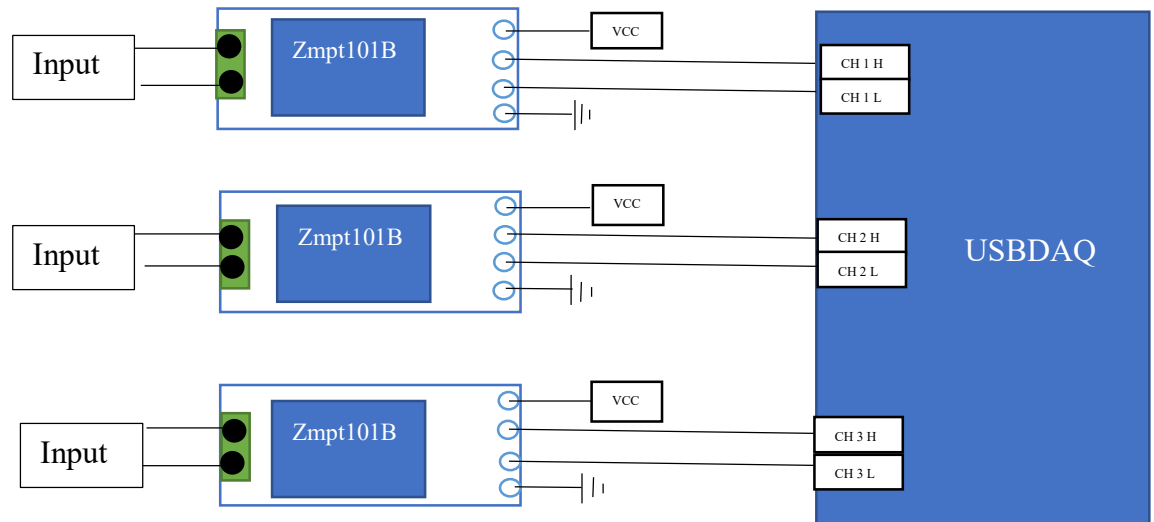 Input
Zmpt101B
VCC
CH 1 H
CH 1 L
Input
Zmpt101B
VCC
CH 2 H
CH 2 L
USBDAQ
Input
Zmpt101B
VCC
CH 3 H
CH 3 L